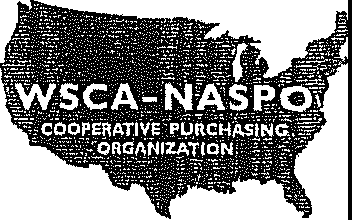 WSCA-NASPO
COOPERATIVE PURCHASING
ORGANIZATION